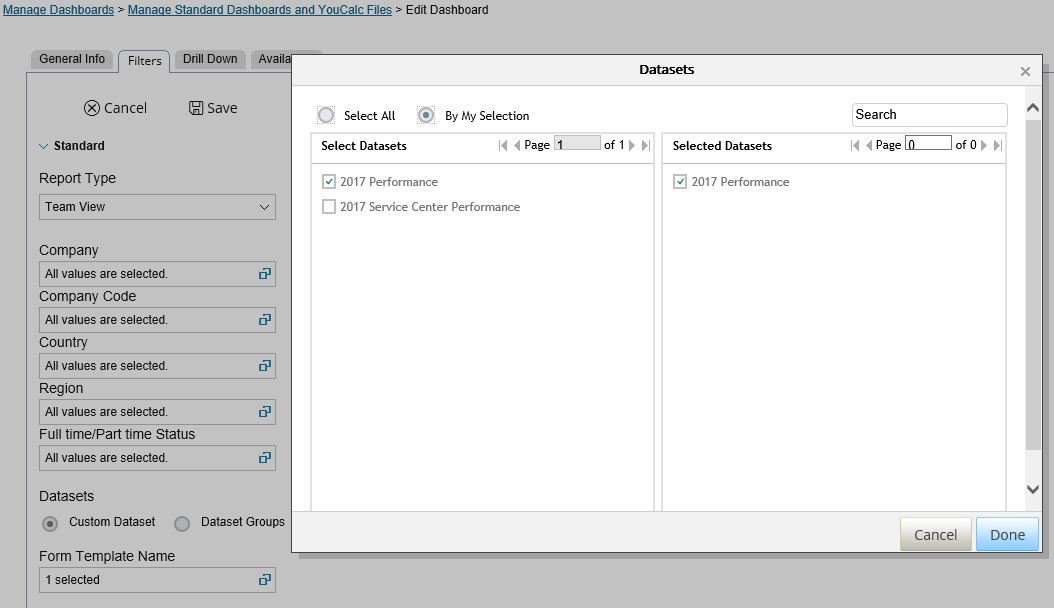 Manage Dashboards > Manage Standard Dashboards and YouCalc Files > Edit Dashboard
General Info
Filters
Drill Down
Availa
Cancel
Save
Standard
Report Type
Team View
Company
All values are selected.
Company Code
All values are selected.
Country
All values are selected.
Region
All values are selected.
Full time/Part time Status
All values are selected.
Datasets
Custom Dataset
Dataset Groups
Form Template Name
1 selected
Datasets
Select All
By My Selection
Search
Select Datasets
Page 1 of 1
2017 Performance
2017 Service Center Performance
Selected Datasets
Page 0 of 0
2017 Performance
Cancel
Done